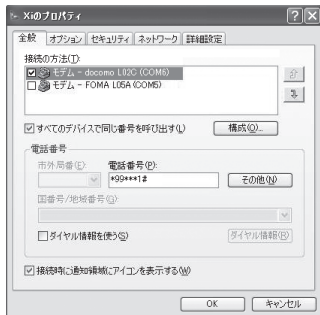 Xiのプロパティ
全般 オプション セキュリティ ネットワーク 詳細設定
接続の方法(T):
モデム - docomo L02C (COM6)
モデム - FOMA L05A (COM5)
すべてのデバイスで同じ番号を呼び出す(L) 構成(O)...
電話番号
市外局番(E): 電話番号(P):
*99***1# その他(N)
国番号/地域番号(G):
ダイヤル情報を使う(S) ダイヤル情報(R)
接続時に通知領域にアイコンを表示する(W)
OK キャンセル